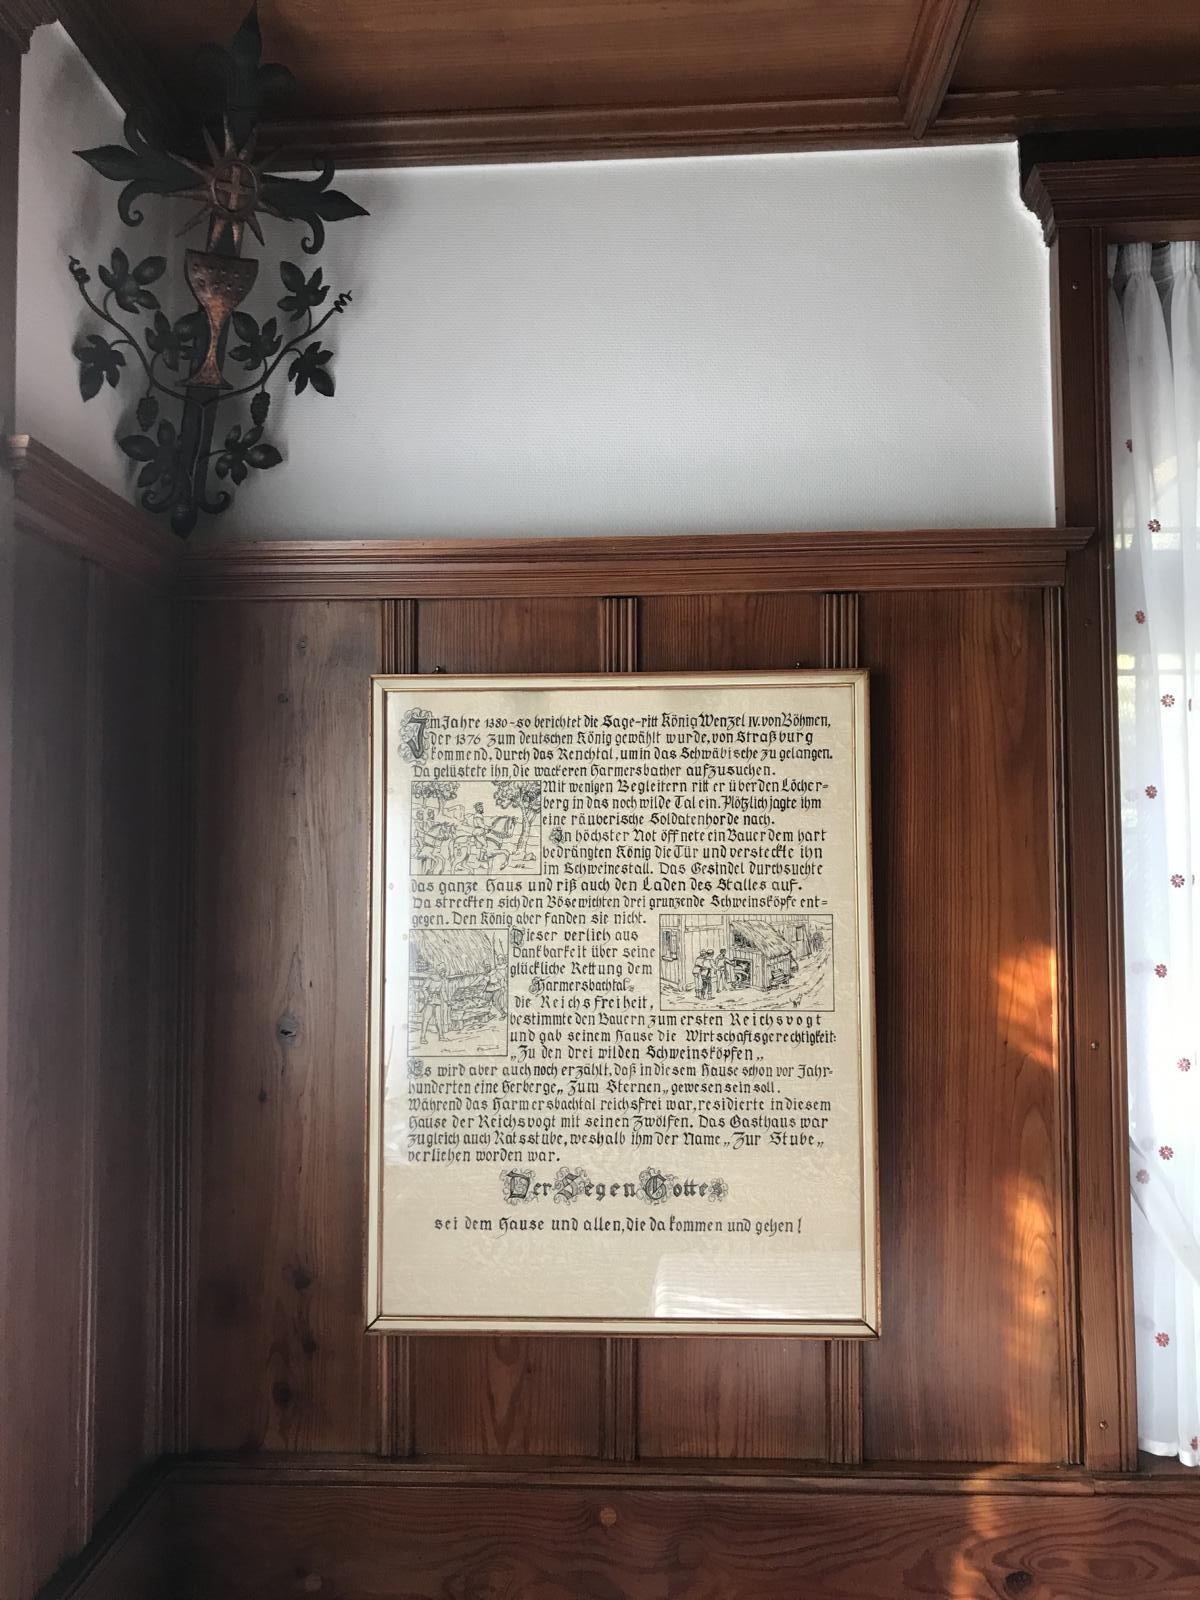 Im Jahre 1380-so berichtet die Sage-ritt König Wenzel IV. von Böhmen,
der 1376 zum deutschen König gewählt wurde, von Straßburg
kommend, durch das Renchtal, um in das Schwäbische zu gelangen.
Da gelüstete ihn, die wackeren Harmersbacher aufzusuchen.
Mit wenigen Begleitern ritt er über den Löcher=
berg in das noch wilde Tal ein. Plötzlich jagte ihm
eine räuberische Soldatenhorde nach.
In höchster Not öffnete ein Bauer dem hart
bedrängten König die Tür und versteckte ihn
im Schweinestall. Das Gesindel durchsuchte
das ganze Haus und riß auch den Laden des Stalles auf.
Da streckten sich den Bösewichten drei grunzende Schweinsköpfe ent=
gegen. Den König aber fanden sie nicht.
Dieser verlieh aus
Dankbarkeit über seine
glückliche Rettung dem
Harmersbachtal=
die Reichsfreiheit,
bestimmte den Bauern zum ersten Reichsvogt
und gab seinem Hause die Wirtschaftsgerechtigkeit:
„Zu den drei wilden Schweinsköpfen„
Es wird aber auch noch erzählt, daß in diesem Hause schon vor Jahr=
hunderten eine Herberge„ Zum Sternen„ gewesen sein soll.
Während das Harmersbachtal reichsfrei war, residierte in diesem
Hause der Reichsvogt mit seinen Zwölfen. Das Gasthaus war
zugleich auch Ratsstube, weshalb ihm der Name „Zur Stube„
verliehen worden war.
Der Segen Gottes
sei dem Hause und allen, die da kommen und gehen!